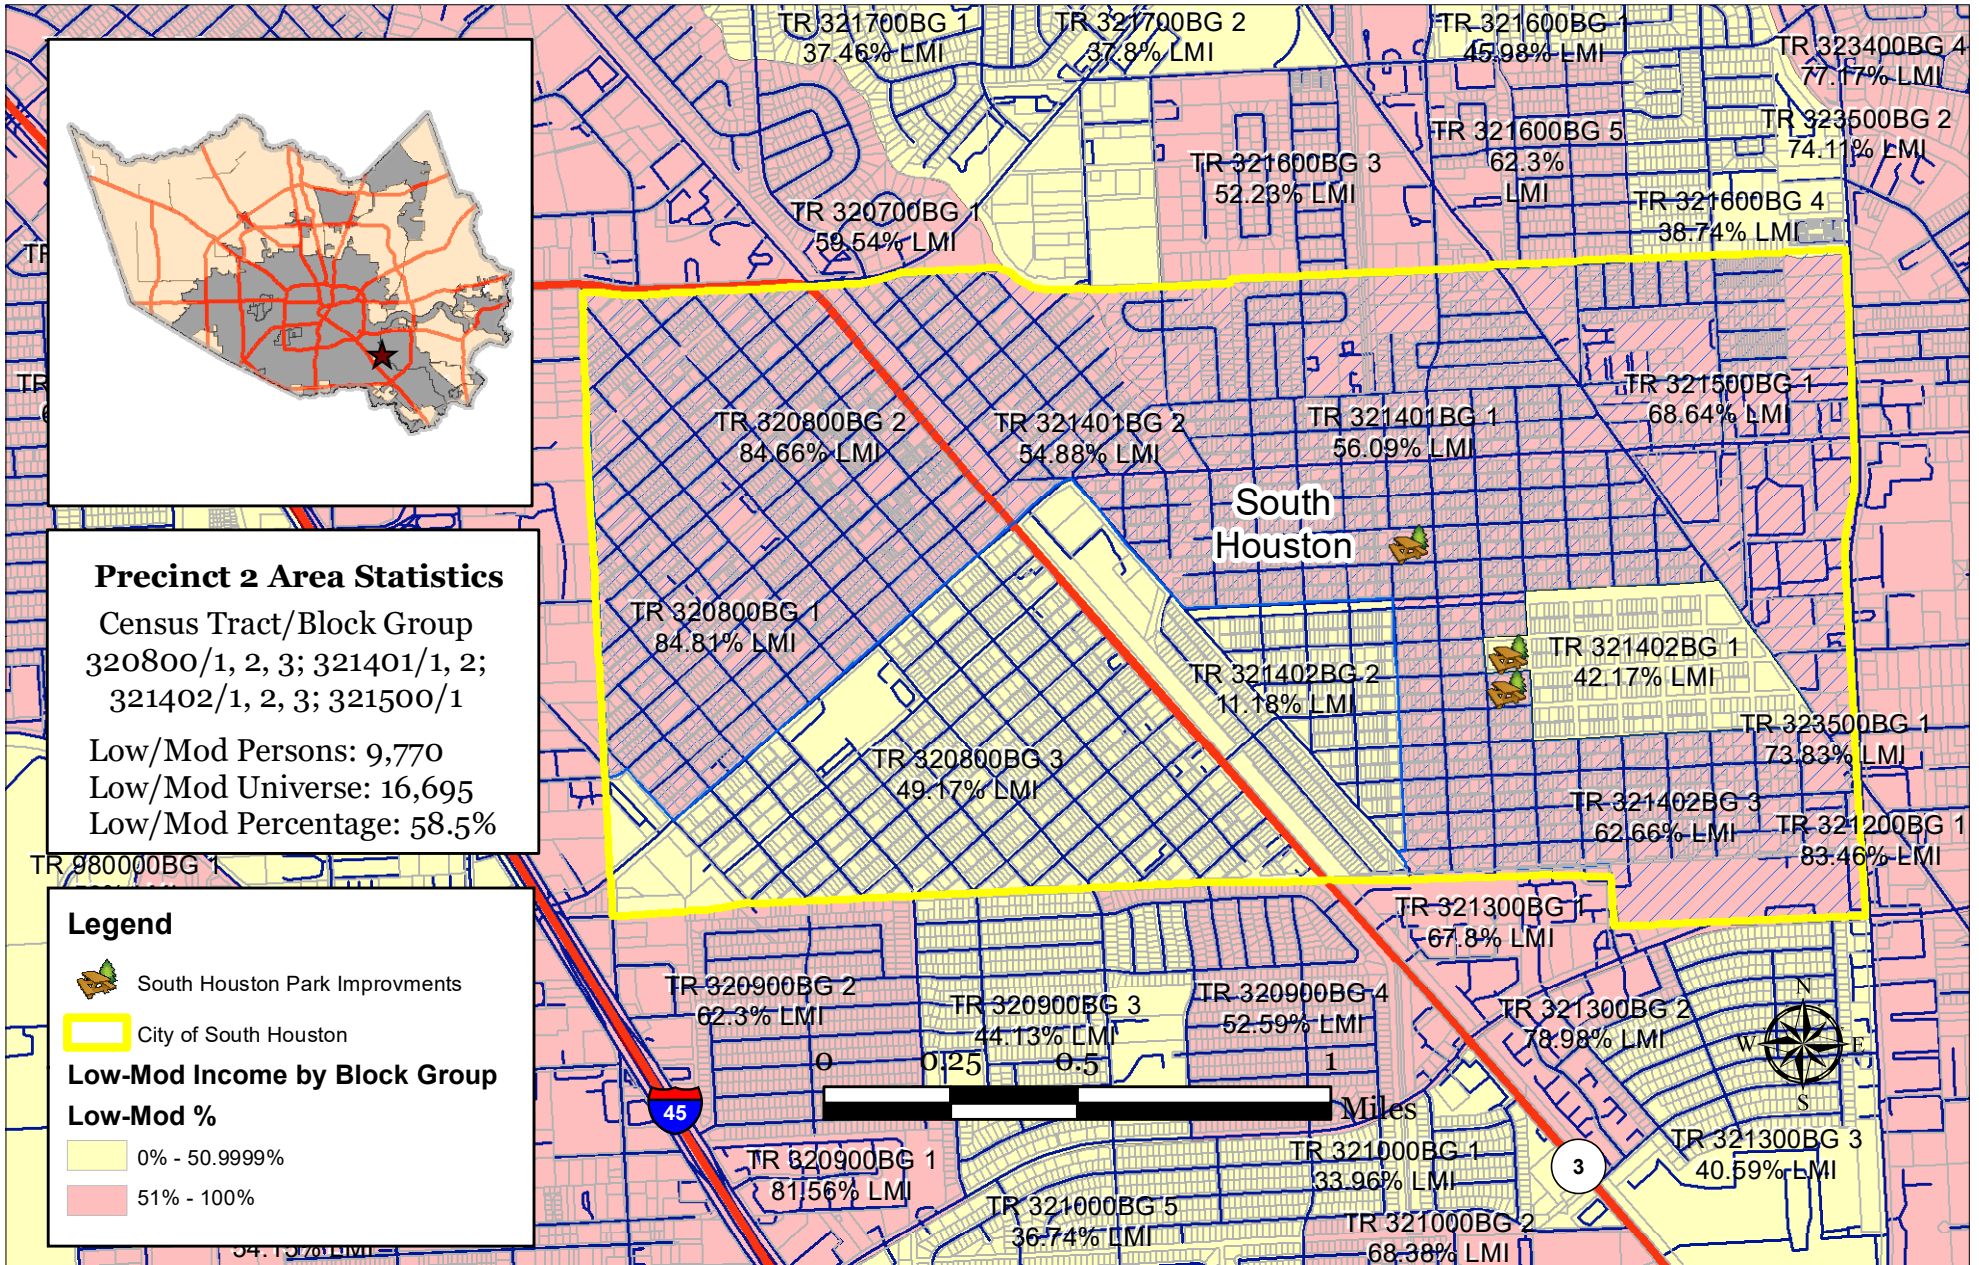 TR 321700BG 1
37.46% LMI
TR 321700BG 2
37.8% LMI
TR 321600BG 1
45.98% LMI
TR 323400BG 4
77.17% LMI
TR 321600BG 3
52.23% LMI
TR 321600BG 5
62.3%
LMI
TR 323500BG 2
74.11% LMI
TR 320700BG 1
59.54% LMI
TR 321600BG 4
38.74% LMI
TR 320800BG 2
84.66% LMI
TR 321401BG 2
54.88% LMI
TR 321401BG 1
56.09% LMI
TR 321500BG 1
68.64% LMI
South
Houston
TR 320800BG 1
84.81% LMI
TR 321402BG 2
11.18% LMI
TR 321402BG 1
42.17% LMI
TR 320800BG 3
49.17% LMI
TR 323500BG 1
73.83% LMI
TR 321402BG 3
62.66% LMI
TR 321200BG 1
83.46% LMI
Precinct 2 Area Statistics
Census Tract/Block Group
320800/1, 2, 3; 321401/1, 2;
321402/1, 2, 3; 321500/1
Low/Mod Persons: 9,770
Low/Mod Universe: 16,695
Low/Mod Percentage: 58.5%
TR 980000BG 1
Legend
South Houston Park Improvments
City of South Houston
Low-Mod Income by Block Group
Low-Mod %
0% - 50.9999%
51% - 100%
54.15% LMI
TR 321300BG 1
67.8% LMI
TR 320900BG 2
62.3% LMI
TR 320900BG 3
44.13% LMI
TR 320900BG 4
52.59% LMI
TR 321300BG 2
78.98% LMI
N
W E
S
0 0.25 0.5 1
Miles
45
3
TR 320900BG 1
81.56% LMI
TR 321000BG 1
33.96% LMI
TR 321300BG 3
40.59% LMI
TR 321000BG 5
36.74% LMI
TR 321000BG 2
68.38% LMI